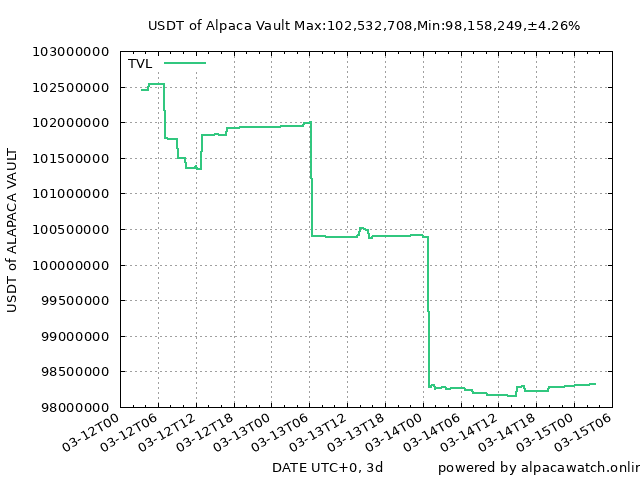 USDT of Alpaca Vault Max:102,532,708,Min:98,158,249,±4.26%
TVL
USDT of ALAPACA VAULT
103000000
102500000
102000000
101500000
101000000
100500000
100000000
99500000
99000000
98500000
98000000
03-12T00
03-12T06
03-12T12
03-12T18
03-13T00
03-13T06
03-13T12
03-13T18
03-14T00
03-14T06
03-14T12
03-14T18
03-15T00
03-15T06
DATE UTC+0, 3d
powered by alpacawatch.onlin